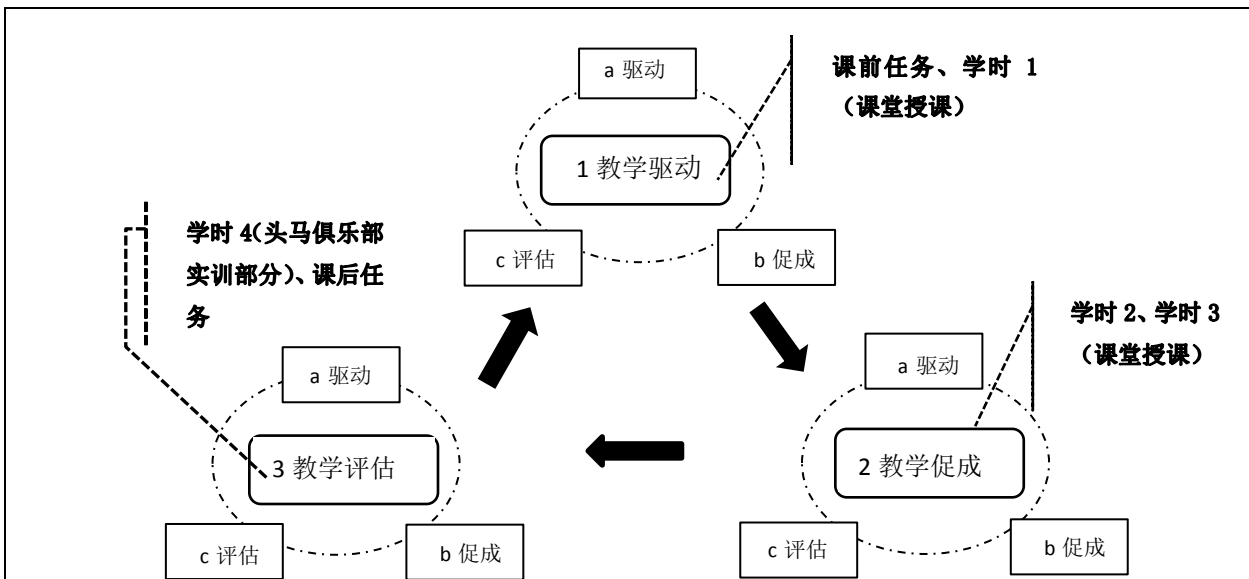 a 驱动
课前任务、学时 1
（课堂授课）
1 教学驱动
c 评估
b 促成
学时 4（头马俱乐部
实训部分）、课后任
务
学时 2、学时 3
（课堂授课）
a 驱动
3 教学评估
c 评估
b 促成
a 驱动
2 教学促成
c 评估
b 促成